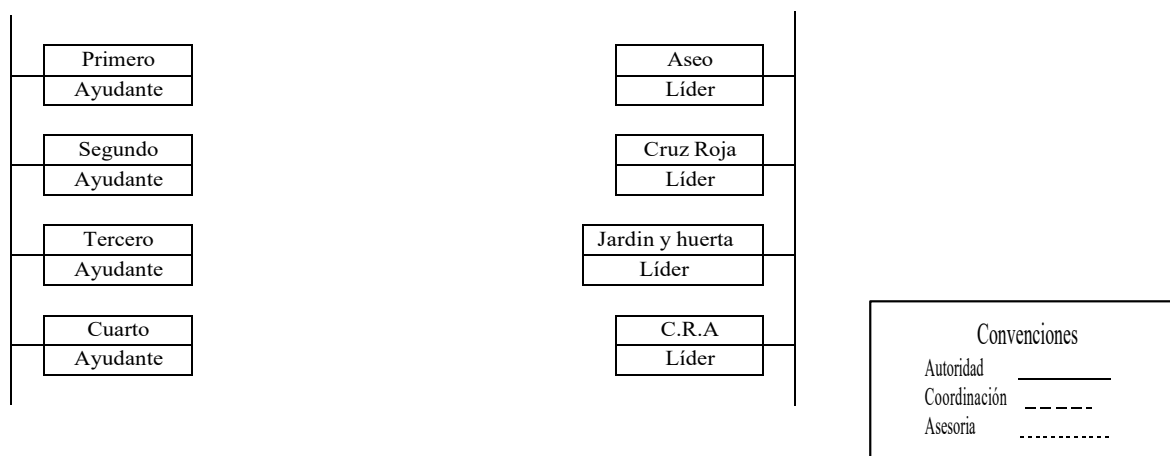 Primero
Ayudante
Segundo
Ayudante
Tercero
Ayudante
Cuarto
Ayudante
Aseo
Líder
Cruz Roja
Líder
Jardin y huerta
Líder
C.R.A
Líder
Convenciones
Autoridad
Coordinación
Asesoria